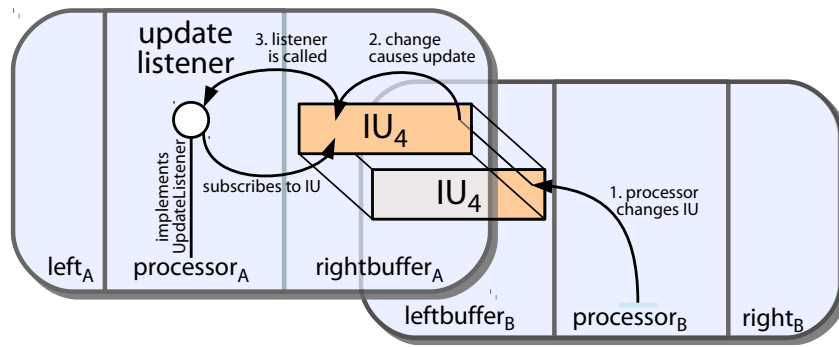 update
listener
3. listener
is called
2. change
causes update
IU4
subscribes to IU
implements
UpdateListener
IU4
1. processor
changes IU
leftA
processorA
rightbufferA
leftbufferB
processorB
rightB